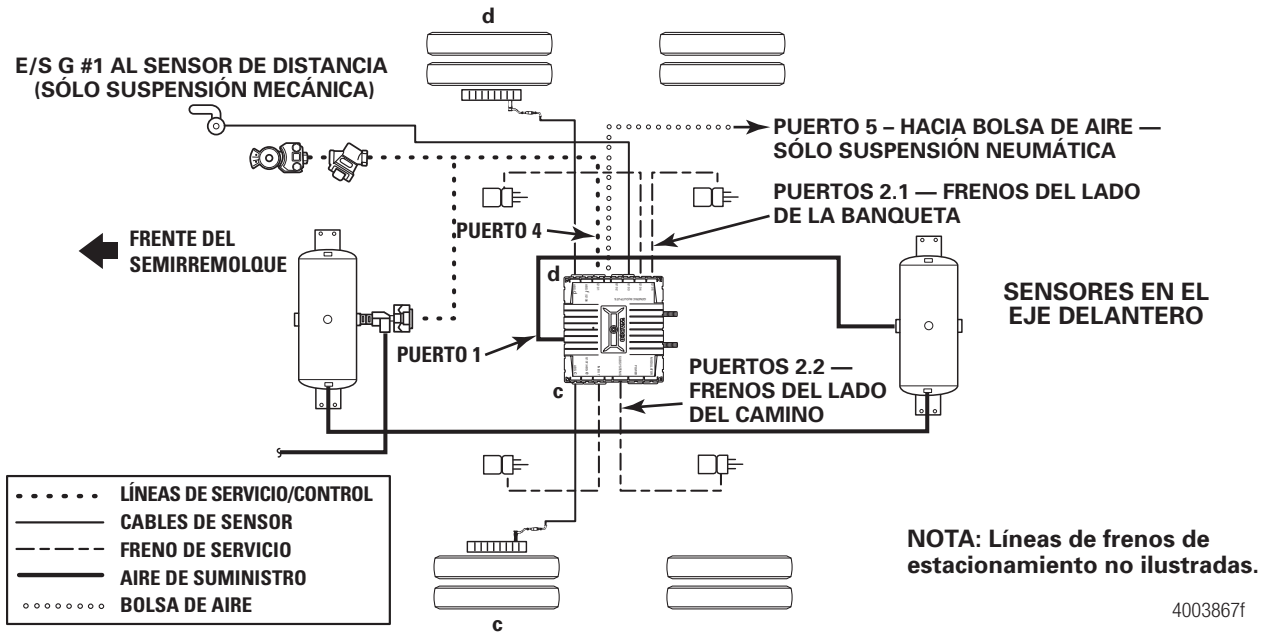 d
E/S G #1 AL SENSOR DE DISTANCIA
(SÓLO SUSPENSIÓN MECÁNICA)
PUERTO 5 – HACIA BOLSA DE AIRE —
SÓLO SUSPENSIÓN NEUMÁTICA
PUERTOS 2.1 — FRENOS DEL LADO
DE LA BANQUETA
PUERTO 4
FRENTE DEL
SEMIRREMOLQUE
d
SENSORES EN EL
EJE DELANTERO
PUERTO 1
PUERTOS 2.2 —
FRENOS DEL LADO
DEL CAMINO
c
LÍNEAS DE SERVICIO/CONTROL
CABLES DE SENSOR
FRENO DE SERVICIO
AIRE DE SUMINISTRO
BOLSA DE AIRE
NOTA: Líneas de frenos de
estacionamiento no ilustradas.
4003867f
c